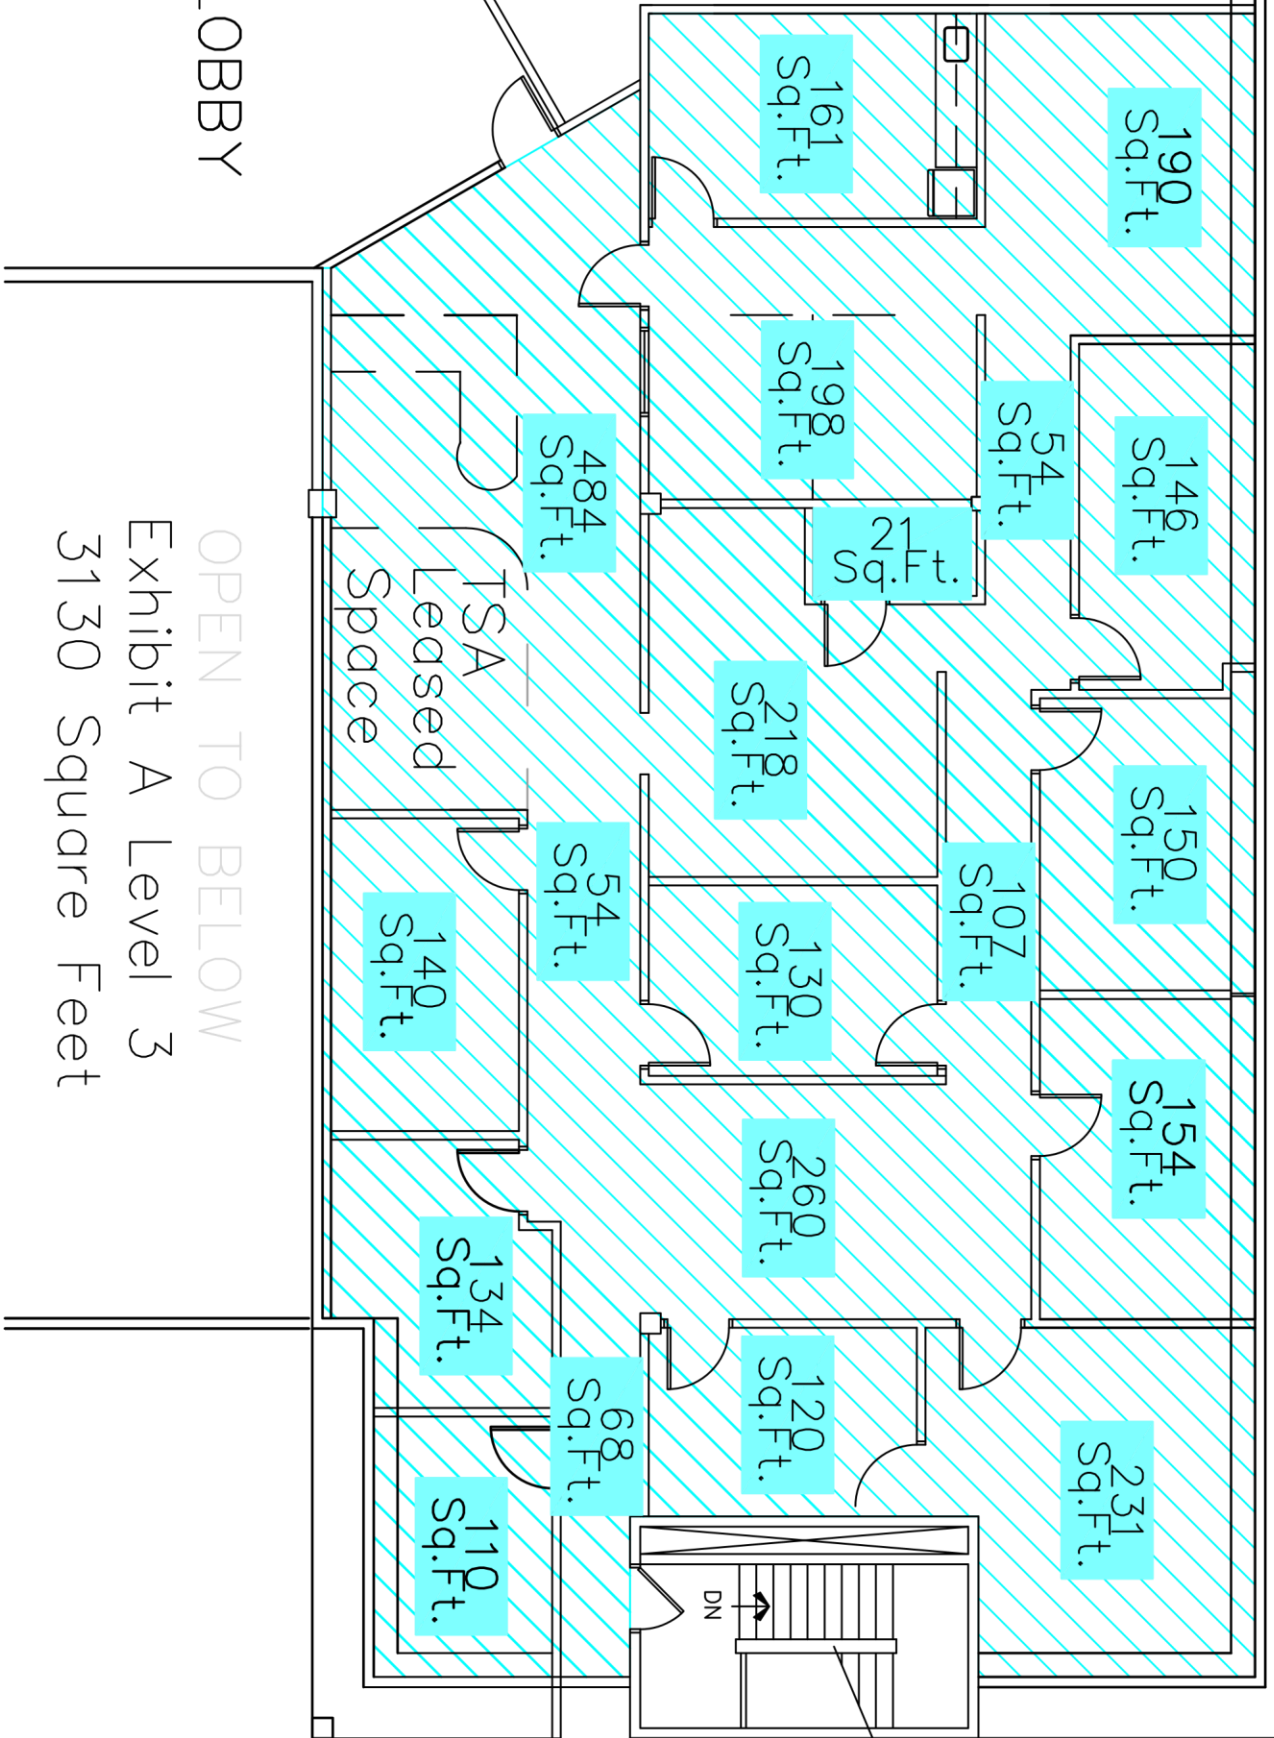 LOBBY
161
Sq.Ft.
190
Sq.Ft.
198
Sq.Ft.
54
Sq.Ft.
146
Sq.Ft.
484
Sq.Ft.
21
Sq.Ft.
TSA
Leased
Space
218
Sq.Ft.
150
Sq.Ft.
54
Sq.Ft.
107
Sq.Ft.
140
Sq.Ft.
130
Sq.Ft.
154
Sq.Ft.
260
Sq.Ft.
134
Sq.Ft.
68
Sq.Ft.
120
Sq.Ft.
231
Sq.Ft.
110
Sq.Ft.
DN
OPEN TO BELOW
Exhibit A Level 3
3130 Square Feet